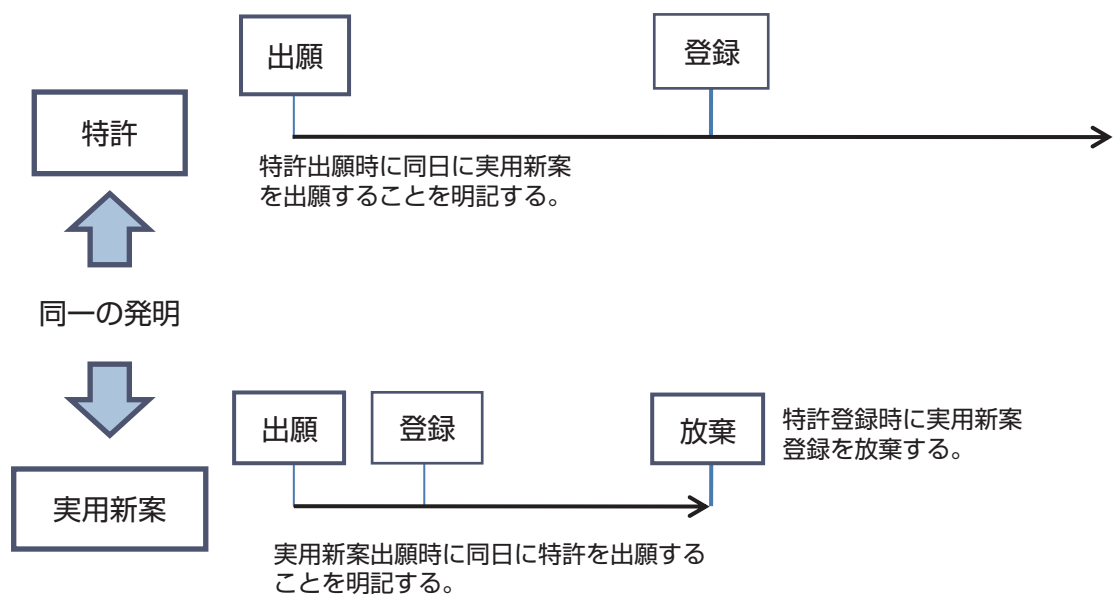 出願
登録
特許
特許出願時に同日に実用新案
を出願することを明記する。
同一の発明
出願
登録
放棄
特許登録時に実用新案
登録を放棄する。
実用新案
実用新案出願時に同日に特許を出願する
ことを明記する。